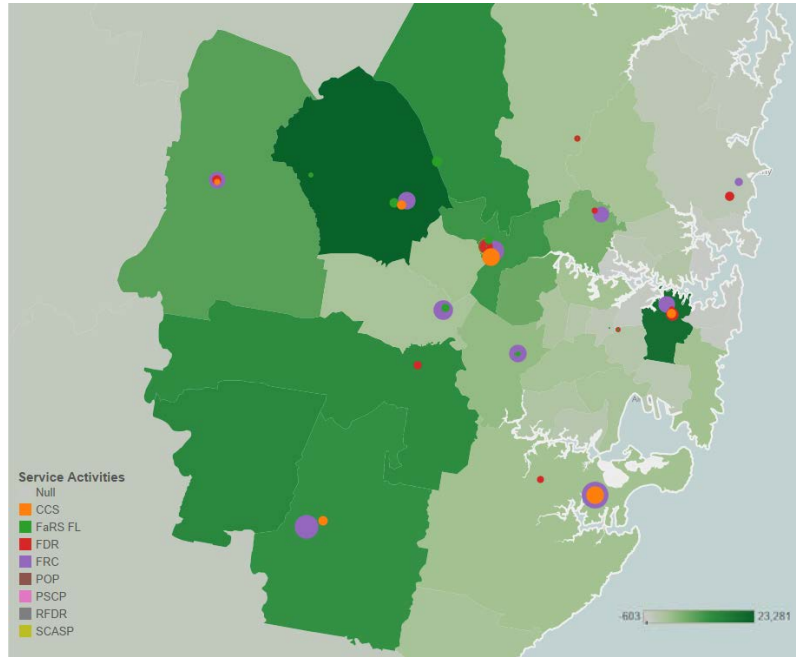 Service Activities
Null
CCS
FaRS FL
FDR
FRC
POP
PSCP
RFDR
SCASP
-603
23,281